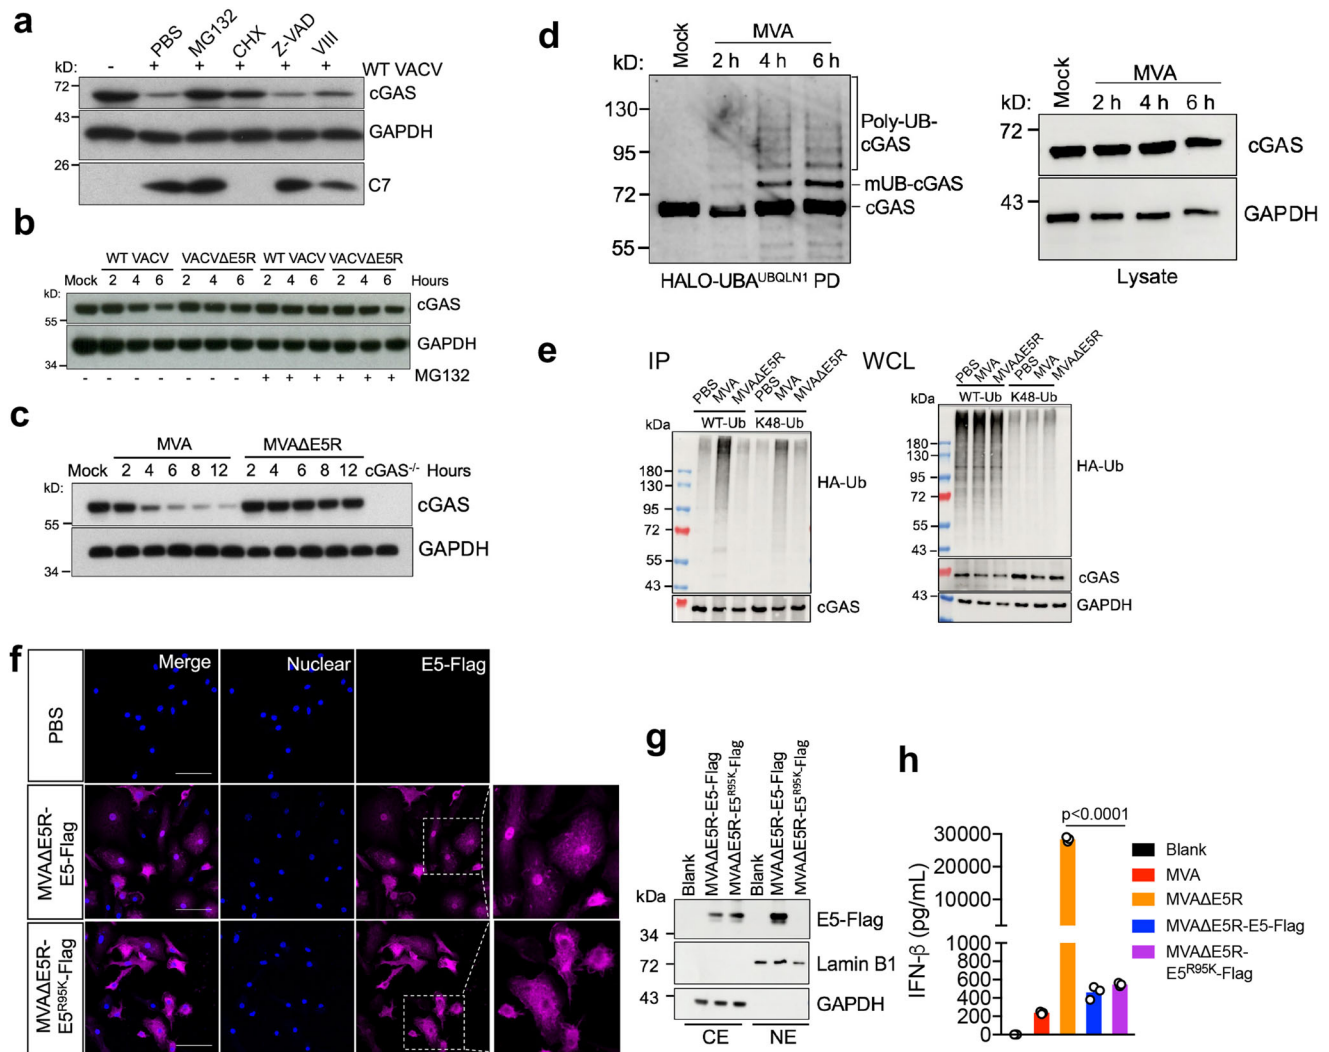 a
PBS
MG132
CHX
Z-VAD
VIII
kD:
- + + + + + WT VACV
72
cGAS
43
GAPDH
26
C7
b
WT VACV VACVΔE5R WT VACV VACVΔE5R
Mock 2 4 6 2 4 6 2 4 6 2 4 6 Hours
kD:
cGAS
55
GAPDH
34
- - - - - - - + + + + + + MG132
c
MVA MVAΔE5R
Mock 2 4 6 8 12 2 4 6 8 12 cGAS-/- Hours
kD:
cGAS
55
GAPDH
34
d
MVA
kD: Mock 2 h 4 h 6 h
130
95
72
55
Poly-UB-
cGAS
mUB-cGAS
cGAS
HALO-UBAUBQLN1 PD
MVA
kD: Mock 2 h 4 h 6 h
72
cGAS
43
GAPDH
Lysate
e
IP
PBS
MVA
MVAΔE5R
PBS
MVA
MVAΔE5R
WT-Ub K48-Ub
kDa
180
130
95
72
55
43
HA-Ub
cGAS
WCL
PBS
MVA
MVAΔE5R
PBS
MVA
MVAΔE5R
WT-Ub K48-Ub
kDa
180
130
95
72
55
43
HA-Ub
cGAS
43
GAPDH
f
Merge Nuclear E5-Flag
PBS
MVAΔE5R-
E5-Flag
MVAΔE5R-
E5R95K-Flag
g
Blank
MVAΔE5R-E5-Flag
MVAΔE5R-E5R95K-Flag
Blank
MVAΔE5R-E5-Flag
MVAΔE5R-E5R95K-Flag
kDa
E5-Flag
34
72
Lamin B1
43
GAPDH
CE NE
h
p<0.0001
IFN-β (pg/mL)
30000
20000
10000
1000
800
600
400
200
0
Blank
MVA
MVAΔE5R
MVAΔE5R-E5-Flag
MVAΔE5R-
E5R95K-Flag